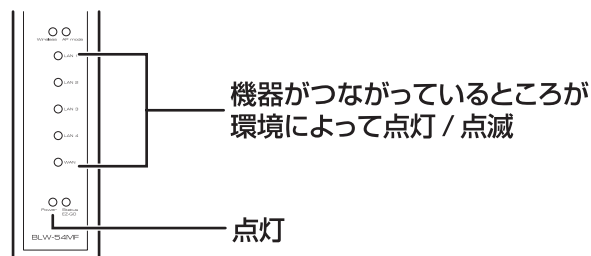 Wireless AP mode
LAN 1
LAN 2
LAN 3
LAN 4
WAN
Power Status
EZ-GO
BLW-54MF
機器がつながっているところが
環境によって点灯 / 点滅
点灯